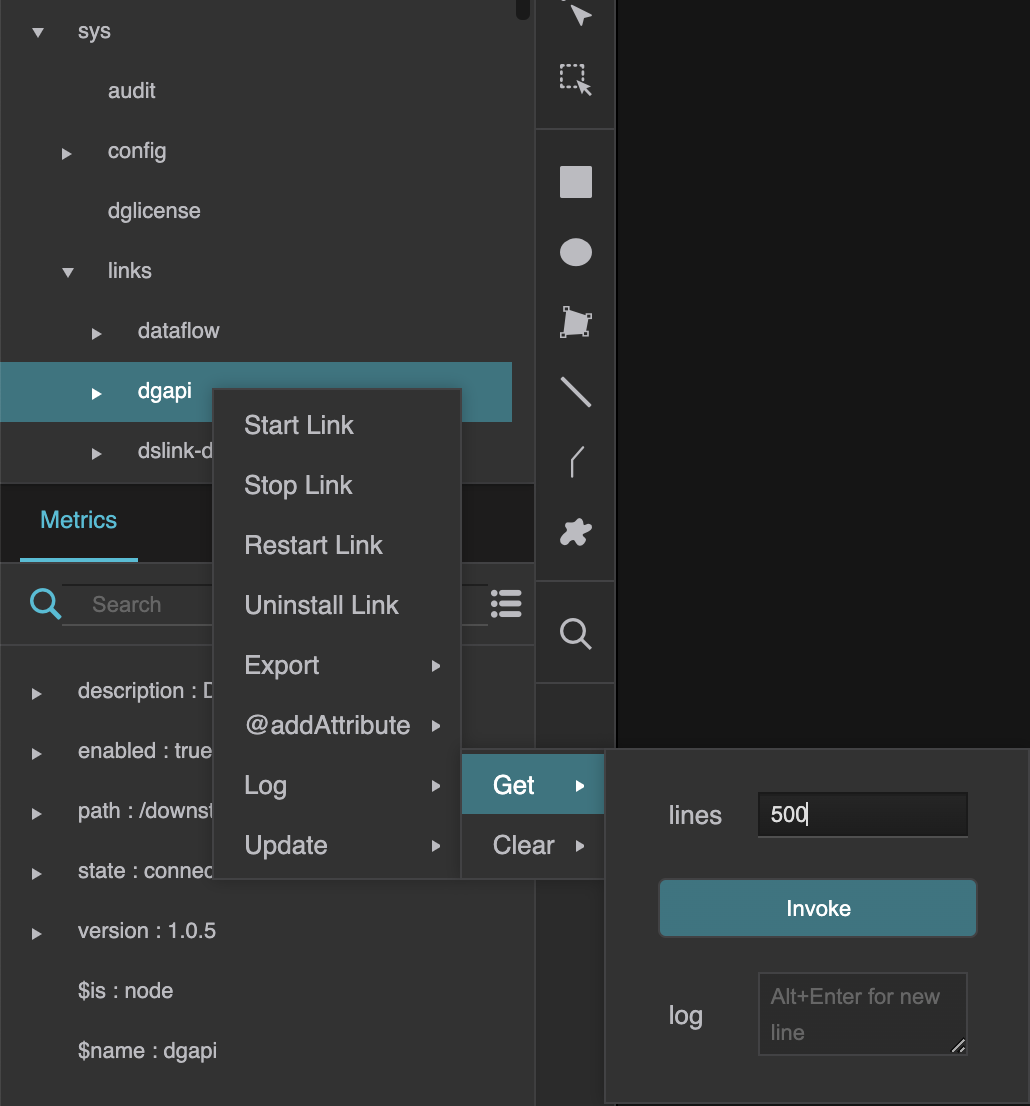 sys
audit
config
dglicense
links
dataflow
dgapi
dslink-d
Start Link
Stop Link
Restart Link
Uninstall Link
Export
@addAttribute
Log
Update
Get
Clear
lines
500
Invoke
log
Alt+Enter for new
line
Metrics
Search
description : D
enabled : true
path : /downst
state : connec
version : 1.0.5
$is : node
$name : dgapi